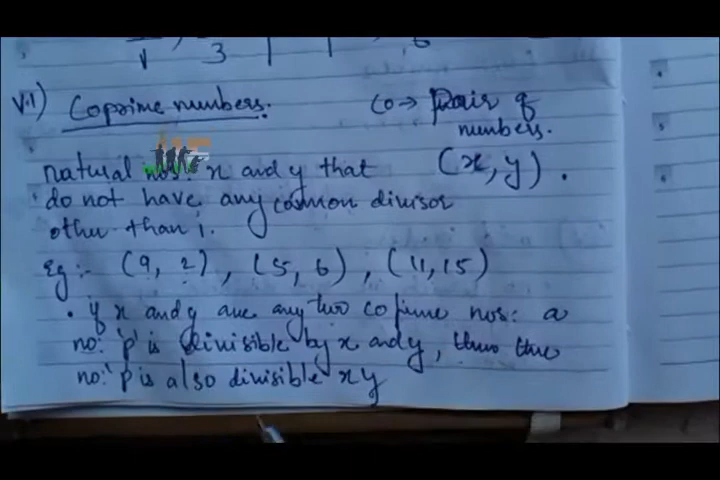 3
vii) Coprime numbers. Co → Pair of
numbers.
natural nos: x and y that (x, y).
do not have any common divisor
other than 1.
Eg:- (9, 2), (5, 6), (11, 15)
• if x and y are any two coprime nos: a
no: 'p' is divisible by x and y, then the
no: 'p is also divisible xy